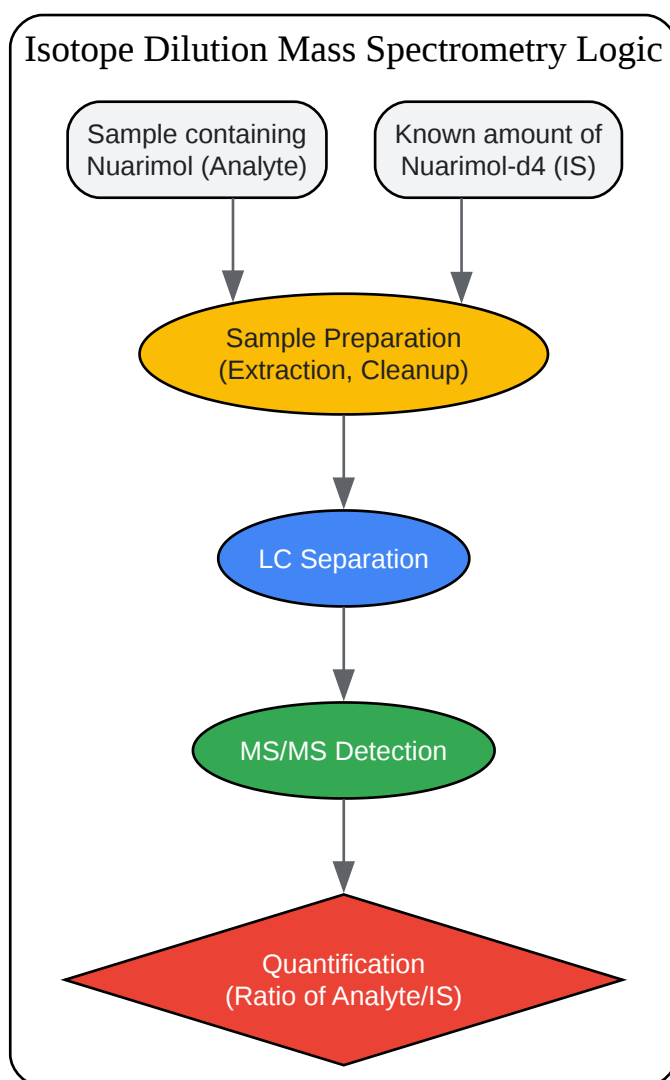 Isotope Dilution Mass Spectrometry Logic
Sample containing
Nuarimol (Analyte)
Known amount of
Nuarimol-d4 (IS)
Sample Preparation
(Extraction, Cleanup)
LC Separation
MS/MS Detection
Quantification
(Ratio of Analyte/IS)